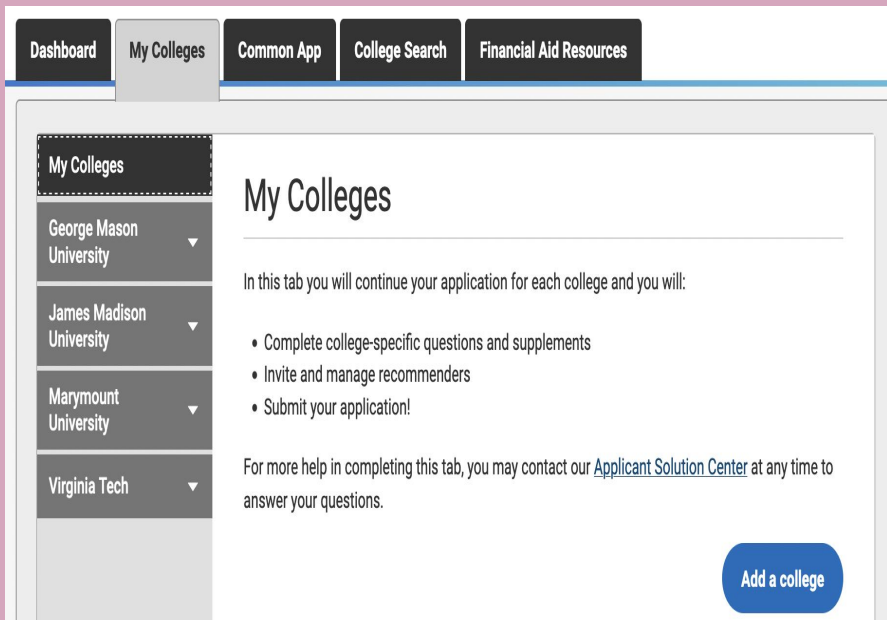 Dashboard
My Colleges
Common App
College Search
Financial Aid Resources
My Colleges
George Mason
University
James Madison
University
Marymount
University
Virginia Tech
My Colleges
In this tab you will continue your application for each college and you will:
• Complete college-specific questions and supplements
• Invite and manage recommenders
• Submit your application!
For more help in completing this tab, you may contact our Applicant Solution Center at any time to
answer your questions.
Add a college